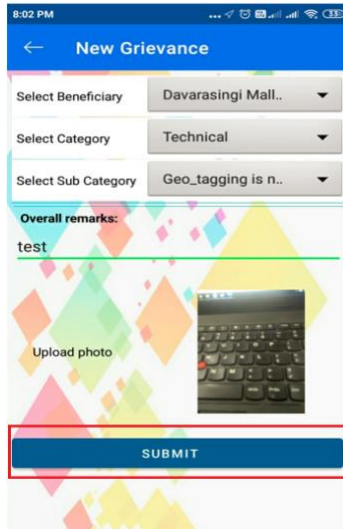 8:02 PM
New Grievance
Select Beneficiary Davarasingi Mall..
Select Category Technical
Select Sub Category Geo_tagging is n..
Overall remarks:
test
Upload photo
SUBMIT